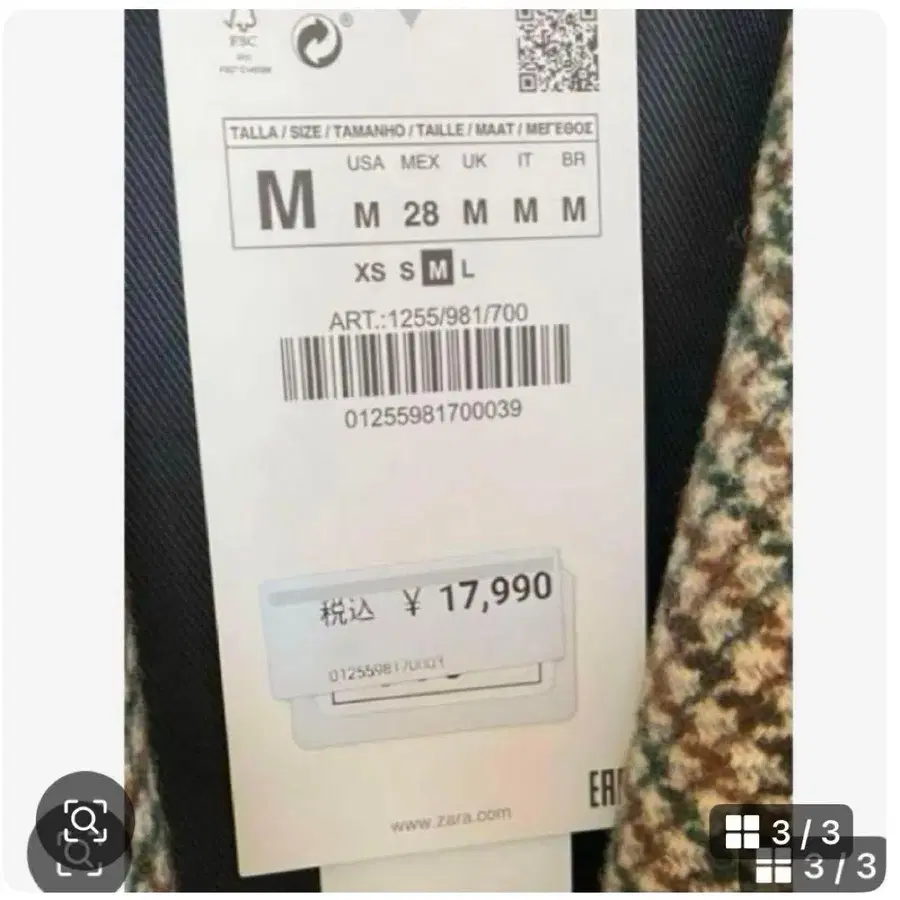 FSC
TALLA / SIZE / TAMANHO / TAILLE / MAAT / ΜΕΓΕΘΟΣ
USA MEX UK IT BR
M M 28 M M M
XS S M L
ART.:1255/981/700
01255981700039
税込 ¥ 17,990
EAC
www.zara.com
3 / 3
3 / 3